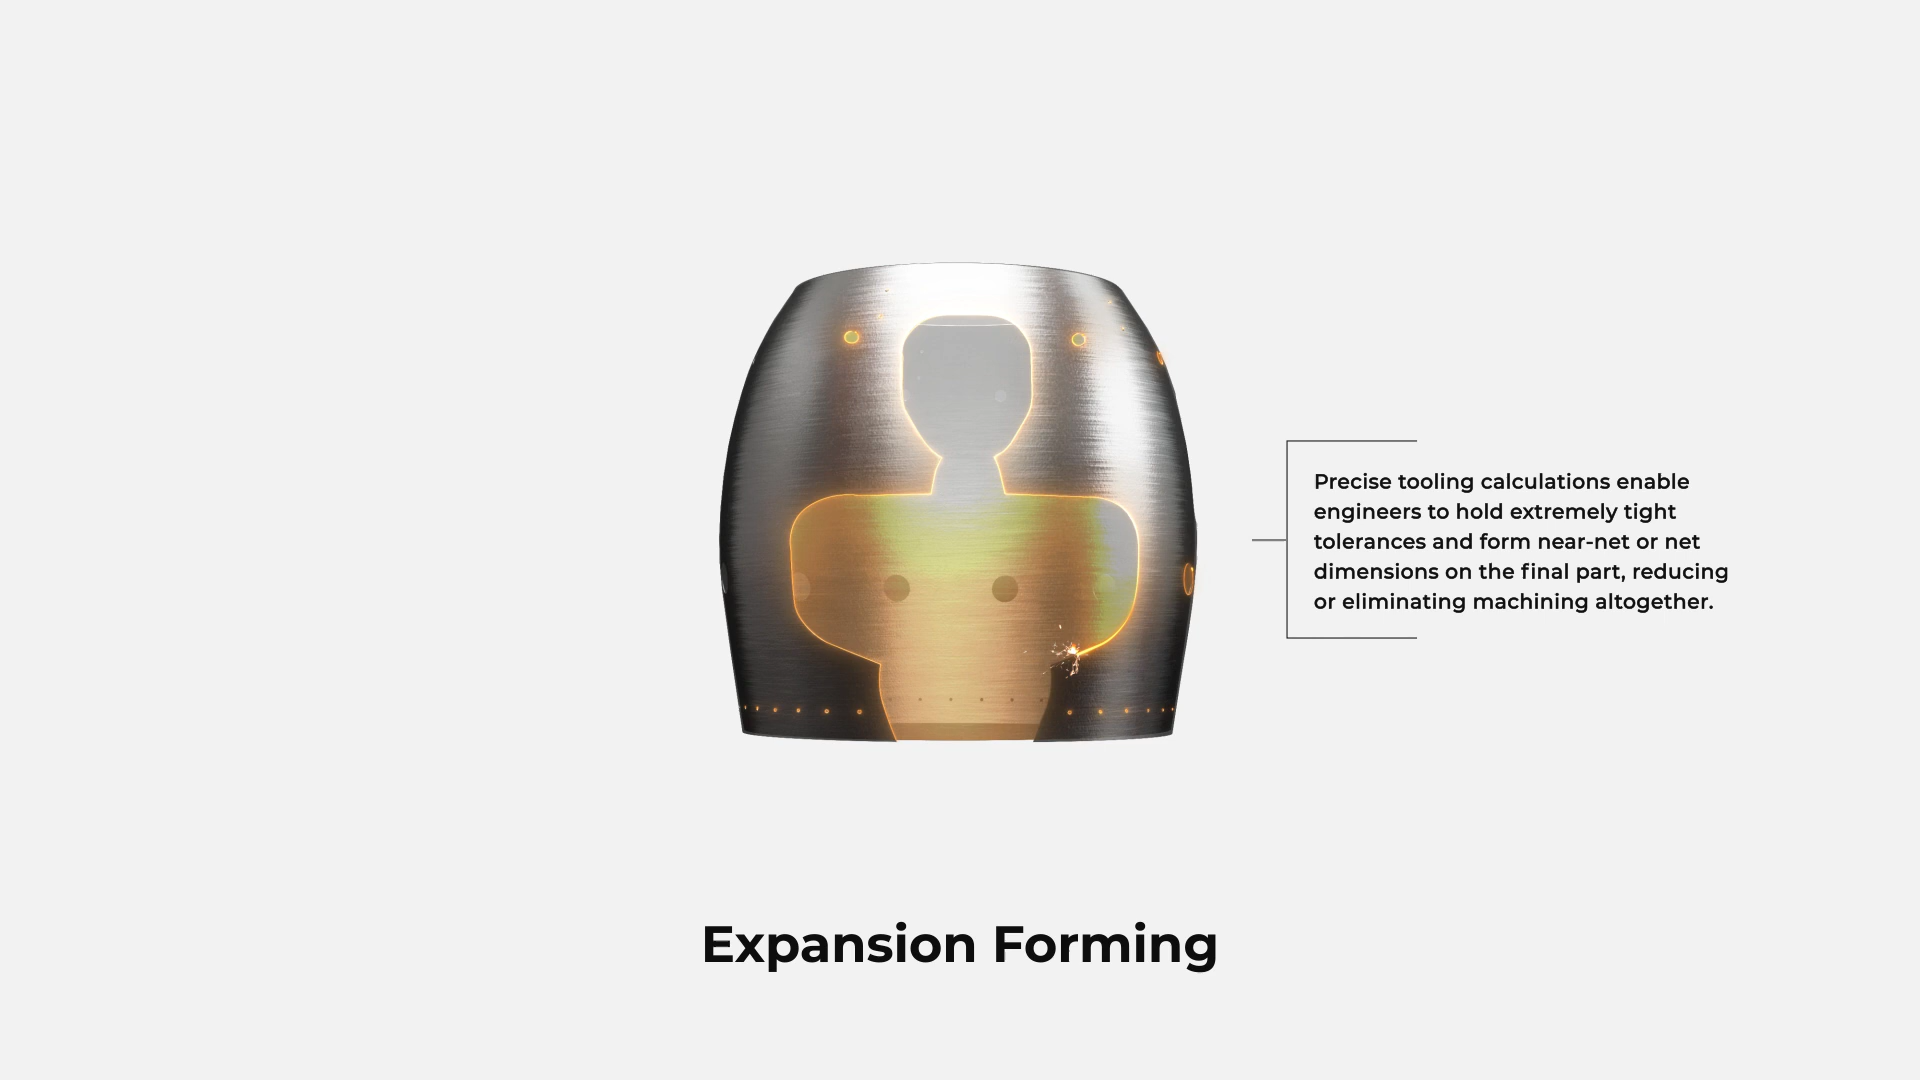 Precise tooling calculations enable
engineers to hold extremely tight
tolerances and form near-net or net
dimensions on the final part, reducing
or eliminating machining altogether.
Expansion Forming